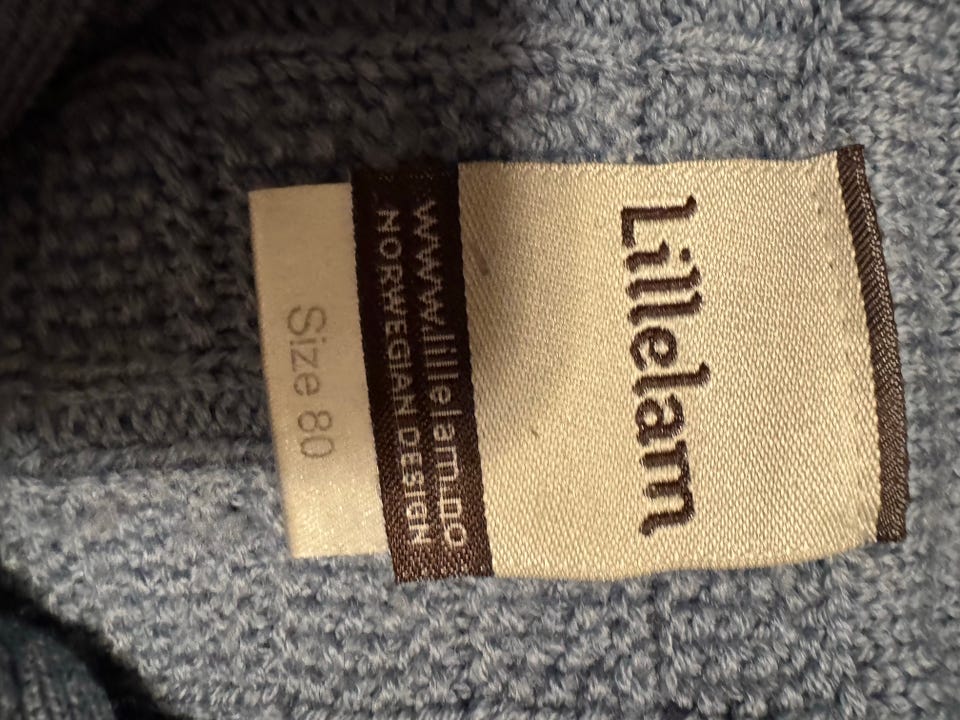 Lillelam
www.lillelam.no
NORWEGIAN DESIGN
Size 80